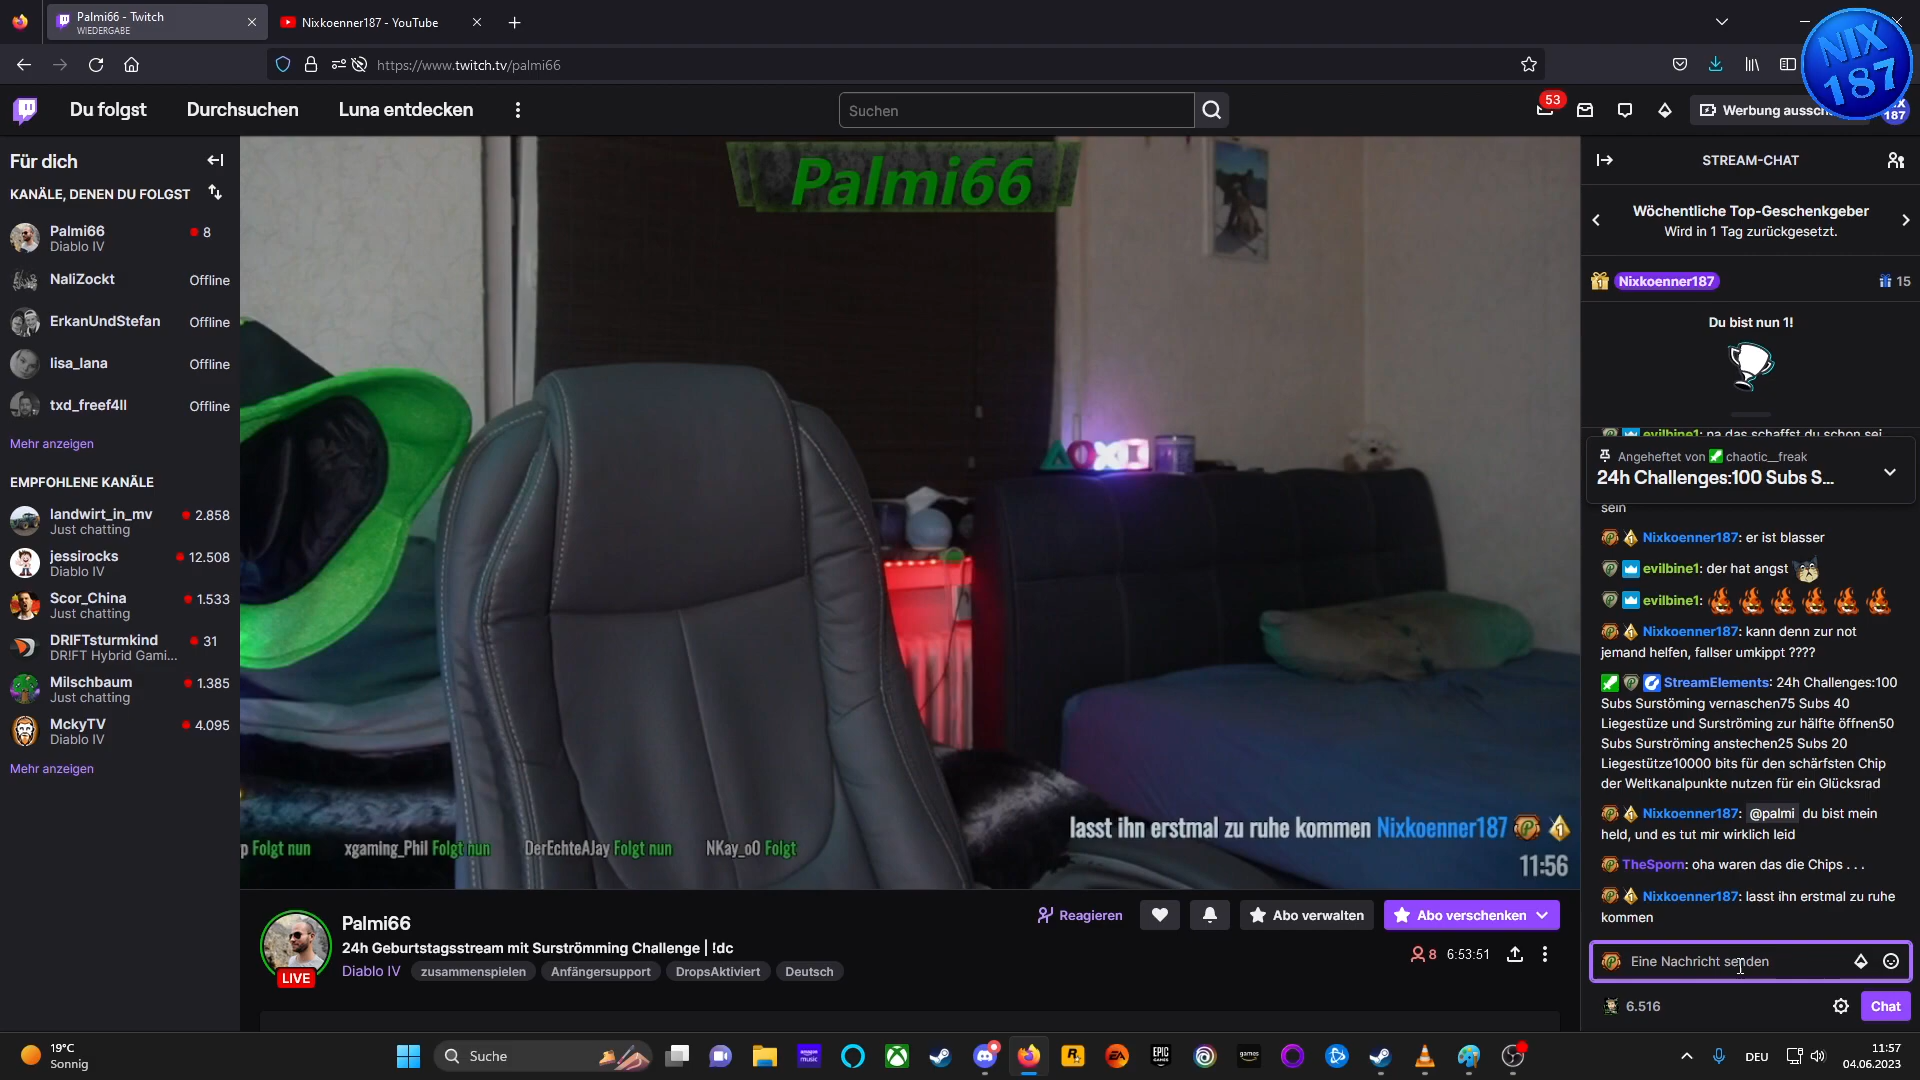 Palmi66 - Twitch
WIEDERGABE
Nixkoenner187 - YouTube
https://www.twitch.tv/palmi66
NIX
187
Du folgst
Durchsuchen
Luna entdecken
Suchen
53
Werbung aussch
187
Für dich
KANÄLE, DENEN DU FOLGST
Palmi66
8
Diablo IV
NaliZockt
Offline
ErkanUndStefan
Offline
lisa_lana
Offline
txd_freef4ll
Offline
Mehr anzeigen
EMPFOHLENE KANÄLE
landwirt_in_mv
2.858
Just chatting
jessirocks
12.508
Diablo IV
Scor_China
1.533
Just chatting
DRIFTsturmkind
31
DR!FT Hybrid Gami...
Milschbaum
1.385
Just chatting
MckyTV
4.095
Diablo IV
Mehr anzeigen
Palmi66
lasst ihn erstmal zu ruhe kommen Nixkoenner187
p Folgt nun
xgaming_Phil Folgt nun
DerEchteAJay Folgt nun
NKay_o0 Folgt
11:56
Palmi66
24h Geburtstagsstream mit Surströmming Challenge | !dc
Diablo IV
zusammenspielen
Anfängersupport
DropsAktiviert
Deutsch
LIVE
Reagieren
Abo verwalten
Abo verschenken
8
6:53:51
STREAM-CHAT
Wöchentliche Top-Geschenkgeber
Wird in 1 Tag zurückgesetzt.
Nixkoenner187
15
Du bist nun 1!
evilbine1: na das schaffst du schon sei
Angeheftet von chaotic__freak
24h Challenges:100 Subs S...
sein
Nixkoenner187: er ist blasser
evilbine1: der hat angst
evilbine1:
Nixkoenner187: kann denn zur not
jemand helfen, fallser umkippt ????
StreamElements: 24h Challenges:100
Subs Surstöming vernaschen75 Subs 40
Liegestüze und Surströming zur hälfte öffnen50
Subs Surströming anstechen25 Subs 20
Liegestütze10000 bits für den schärfsten Chip
der Weltkanalpunkte nutzen für ein Glücksrad
Nixkoenner187: @palmi du bist mein
held, und es tut mir wirklich leid
TheSporn: oha waren das die Chips . . .
Nixkoenner187: lasst ihn erstmal zu ruhe
kommen
Eine Nachricht senden
6.516
Chat
19°C
Sonnig
Suche
DEU
11:57
04.06.2023